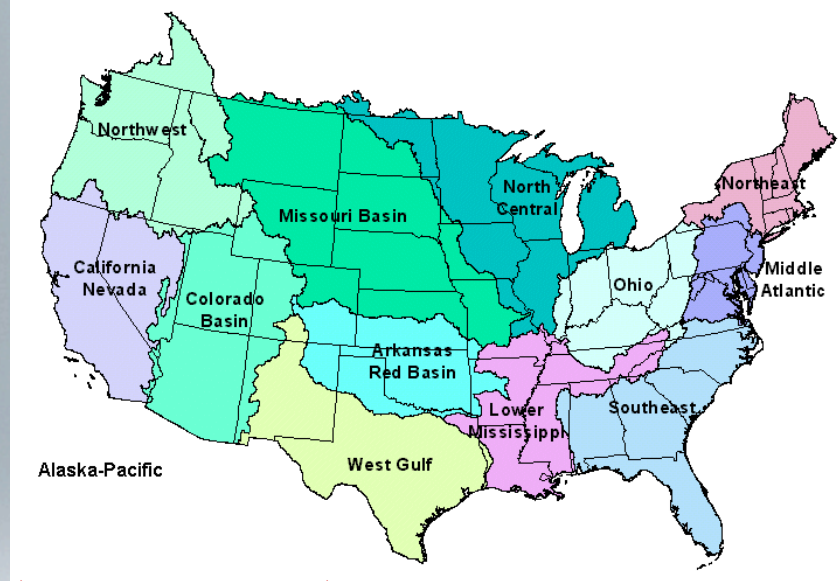 Northwest
Missouri Basin
North
Central
Northeast
California
Nevada
Colorado
Basin
Ohio
Middle
Atlantic
Arkansas
Red Basin
Lower
Mississippi
Southeast
West Gulf
Alaska-Pacific